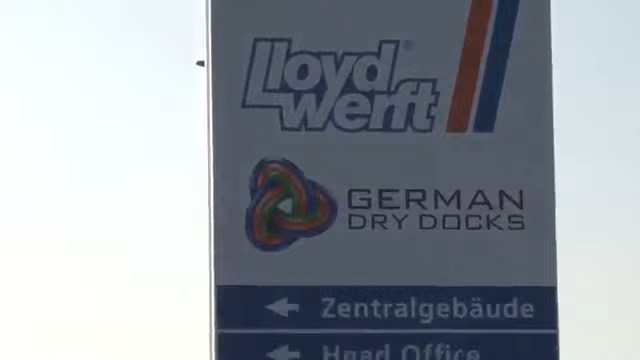 Lloyd
Werft
GERMAN
DRY DOCKS
Zentralgebäude
Head Office